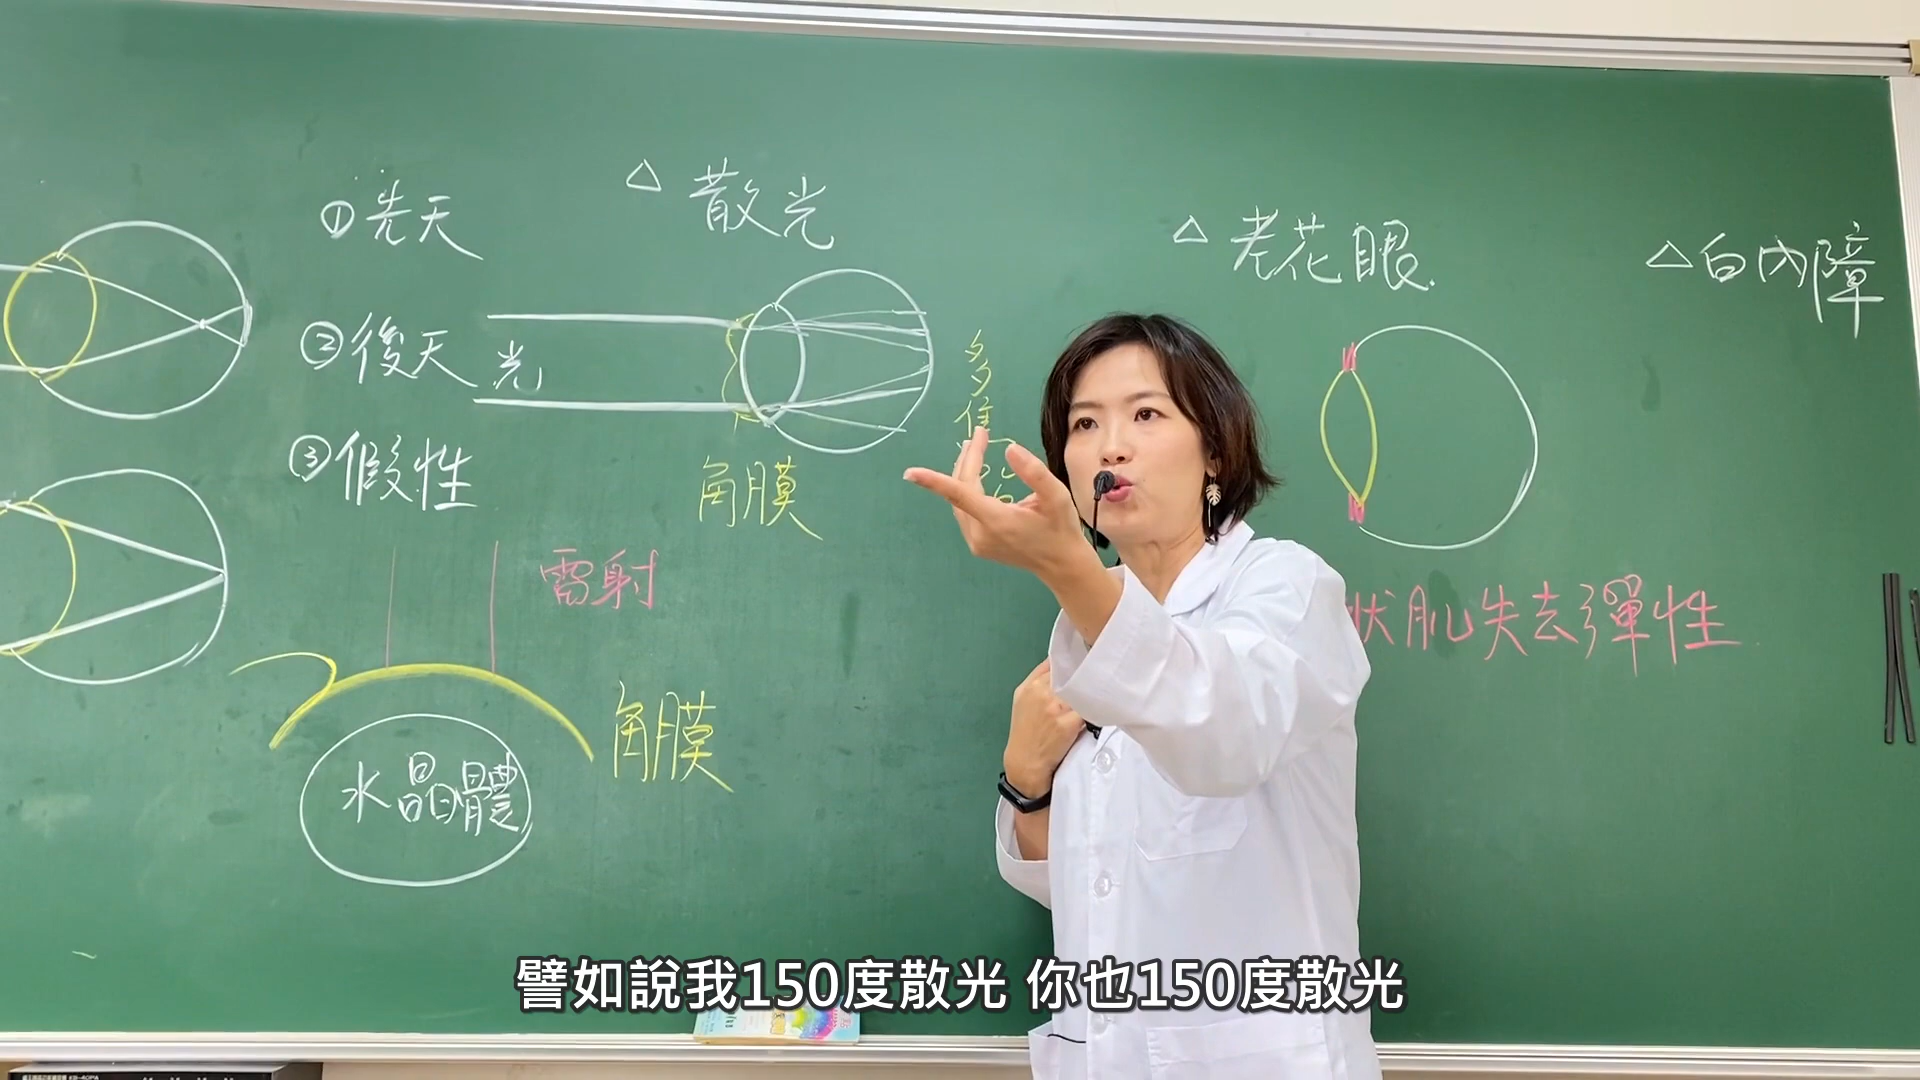 ①先天
②後天
③假性
△散光
光
角膜
多焦
雷射
角膜
水晶體
△老花眼
狀肌失去彈性
△白內障
譬如說我150度散光 你也150度散光